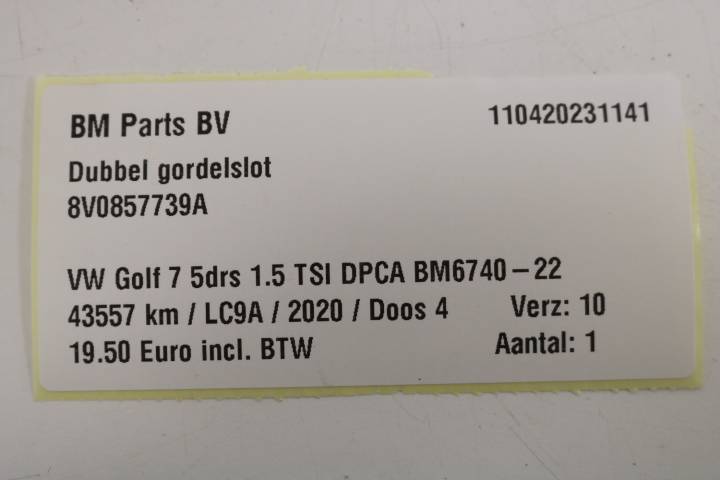 BM Parts BV 110420231141
Dubbel gordelslot
8V0857739A
VW Golf 7 5drs 1.5 TSI DPCA BM6740 – 22
43557 km / LC9A / 2020 / Doos 4 Verz: 10
19.50 Euro incl. BTW Aantal: 1